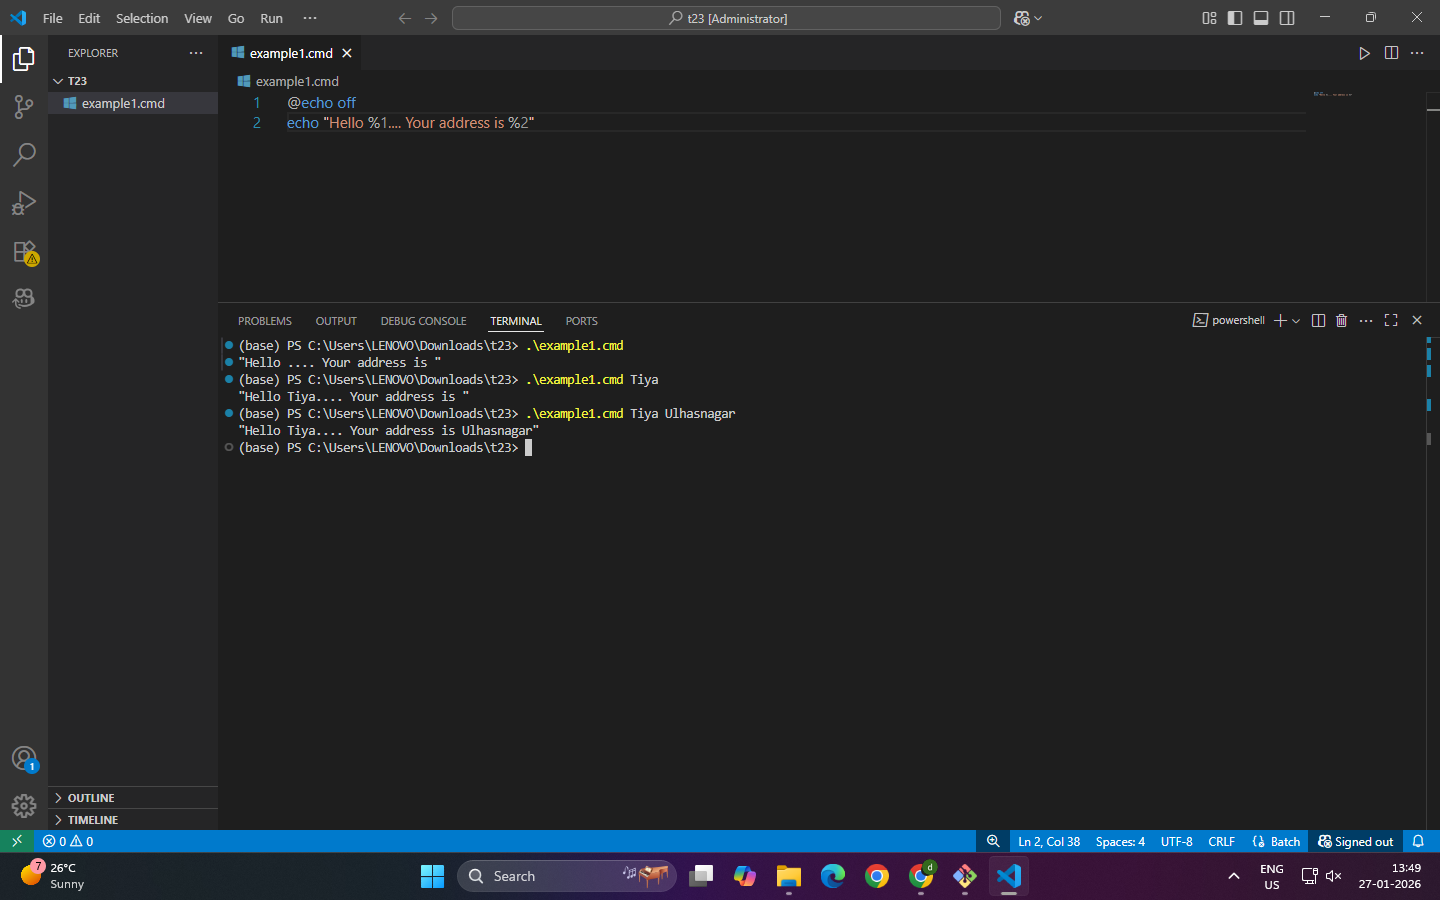 File Edit Selection View Go Run ···
t23 [Administrator]
EXPLORER ···
T23
example1.cmd
example1.cmd
example1.cmd
1 @echo off
2 echo "Hello %1.... Your address is %2"
PROBLEMS OUTPUT DEBUG CONSOLE TERMINAL PORTS
powershell
(base) PS C:\Users\LENOVO\Downloads\t23> .\example1.cmd
"Hello .... Your address is "
(base) PS C:\Users\LENOVO\Downloads\t23> .\example1.cmd Tiya
"Hello Tiya.... Your address is "
(base) PS C:\Users\LENOVO\Downloads\t23> .\example1.cmd Tiya Ulhasnagar
"Hello Tiya.... Your address is Ulhasnagar"
(base) PS C:\Users\LENOVO\Downloads\t23>
1
OUTLINE
TIMELINE
0 0
Ln 2, Col 38 Spaces: 4 UTF-8 CRLF Batch Signed out
7
26°C
Sunny
Search
d
ENG
US
13:49
27-01-2026